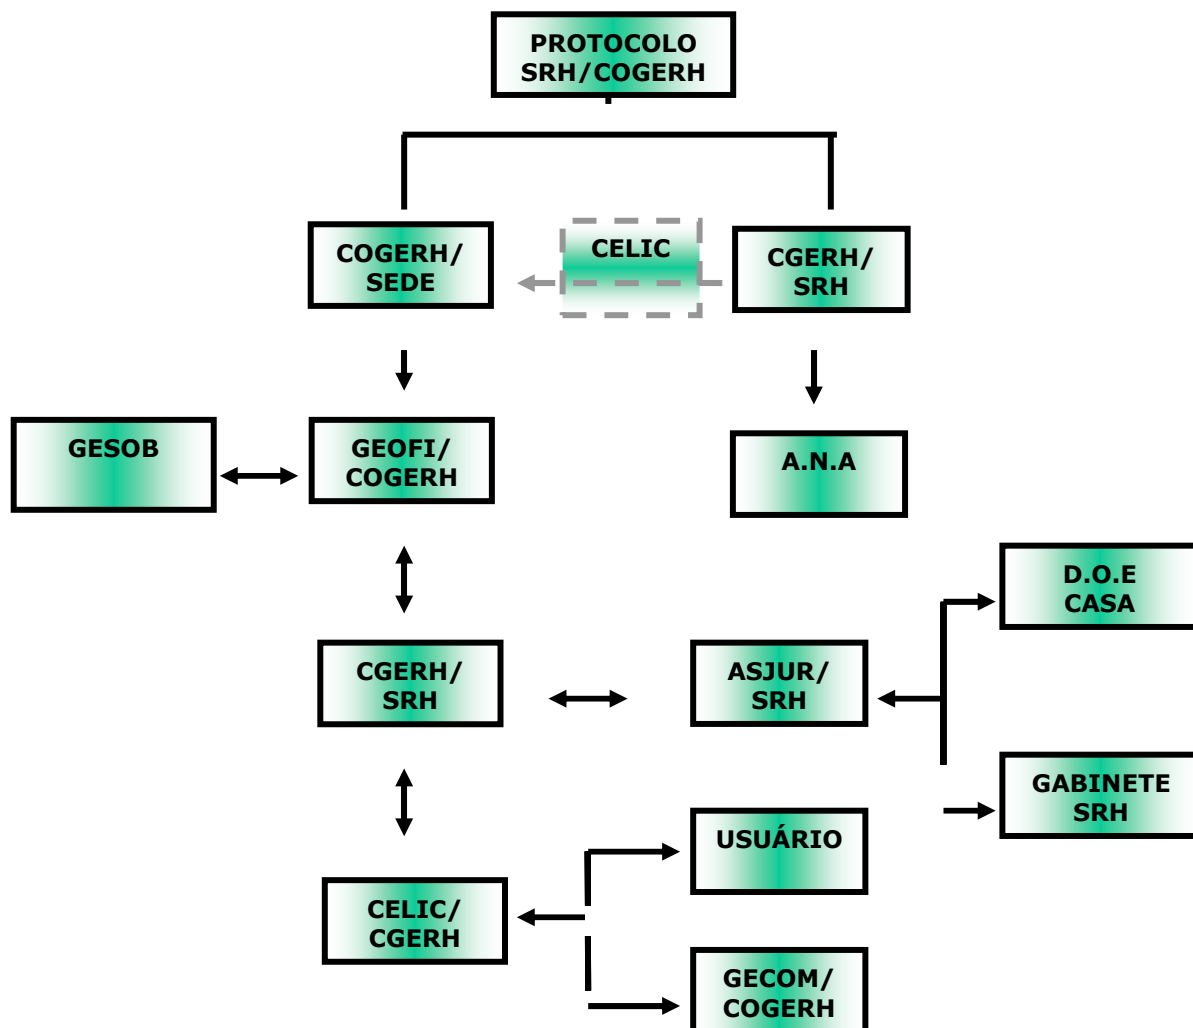 PROTOCOLO
SRH/COGERH
COGERH/
SEDE
CELIC
CGERH/
SRH
GESOB
GEOFI/
COGERH
A.N.A
D.O.E
CASA
CGERH/
SRH
ASJUR/
SRH
GABINETE
SRH
USUÁRIO
CELIC/
CGERH
GECOM/
COGERH